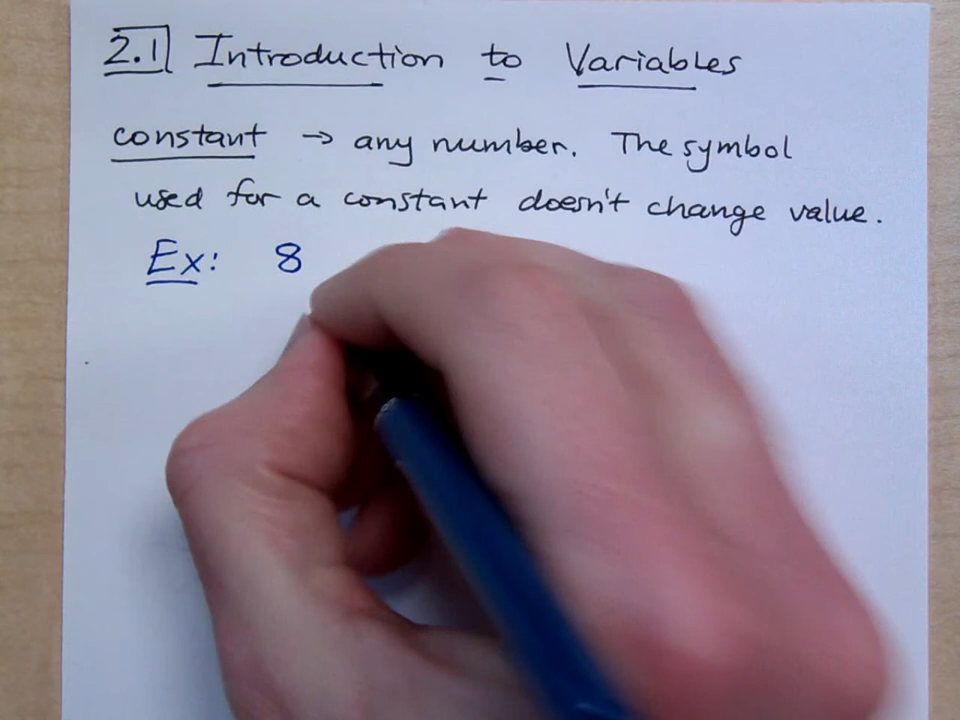 2.1 Introduction to Variables
constant → any number. The symbol
used for a constant doesn't change value.
Ex: 8